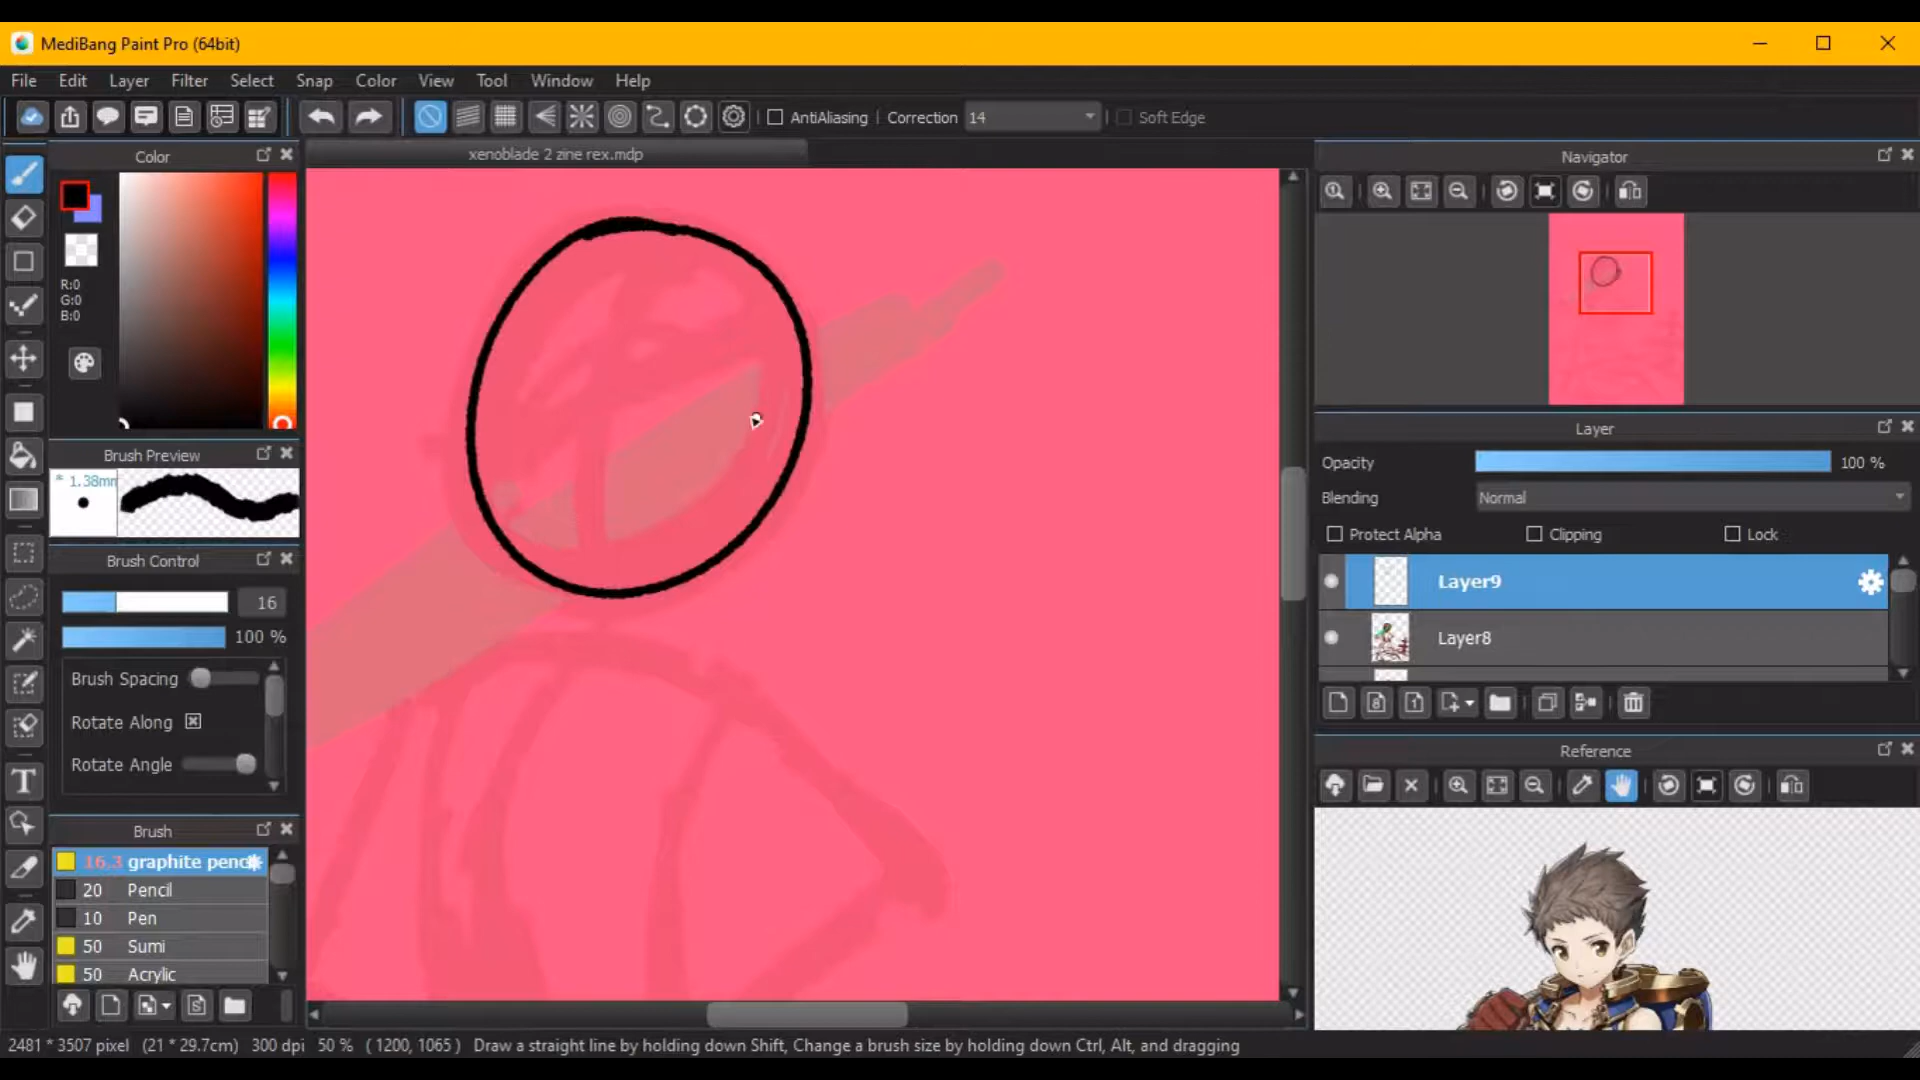 MediBang Paint Pro (64bit)
File Edit Layer Filter Select Snap Color View Tool Window Help
AntiAliasing Correction 14 Soft Edge
Color
xenoblade 2 zine rex.mdp
Navigator
R:0
G:0
B:0
Layer
Opacity 100 %
Blending Normal
Protect Alpha Clipping Lock
Layer9
Layer8
Brush Preview
* 1.38mm
Brush Control
16
100 %
Brush Spacing
Rotate Along
Rotate Angle
Reference
Brush
16.3 graphite penc
20 Pencil
10 Pen
50 Sumi
50 Acrylic
2481 * 3507 pixel (21 * 29.7cm) 300 dpi 50 % ( 1200, 1065 ) Draw a straight line by holding down Shift, Change a brush size by holding down Ctrl, Alt, and dragging